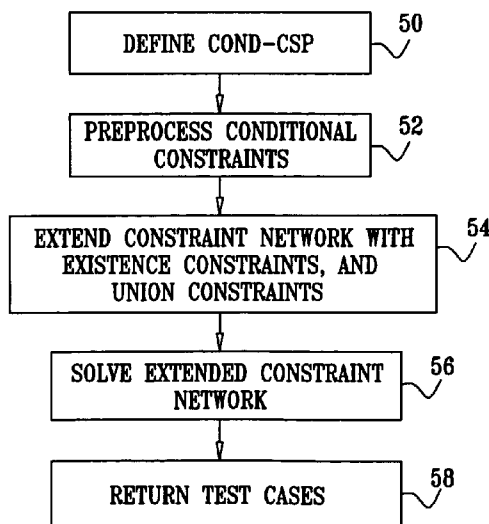 DEFINE COND-CSP
50
PREPROCESS CONDITIONAL
CONSTRAINTS
52
EXTEND CONSTRAINT NETWORK WITH
EXISTENCE CONSTRAINTS, AND
UNION CONSTRAINTS
54
SOLVE EXTENDED CONSTRAINT
NETWORK
56
RETURN TEST CASES
58